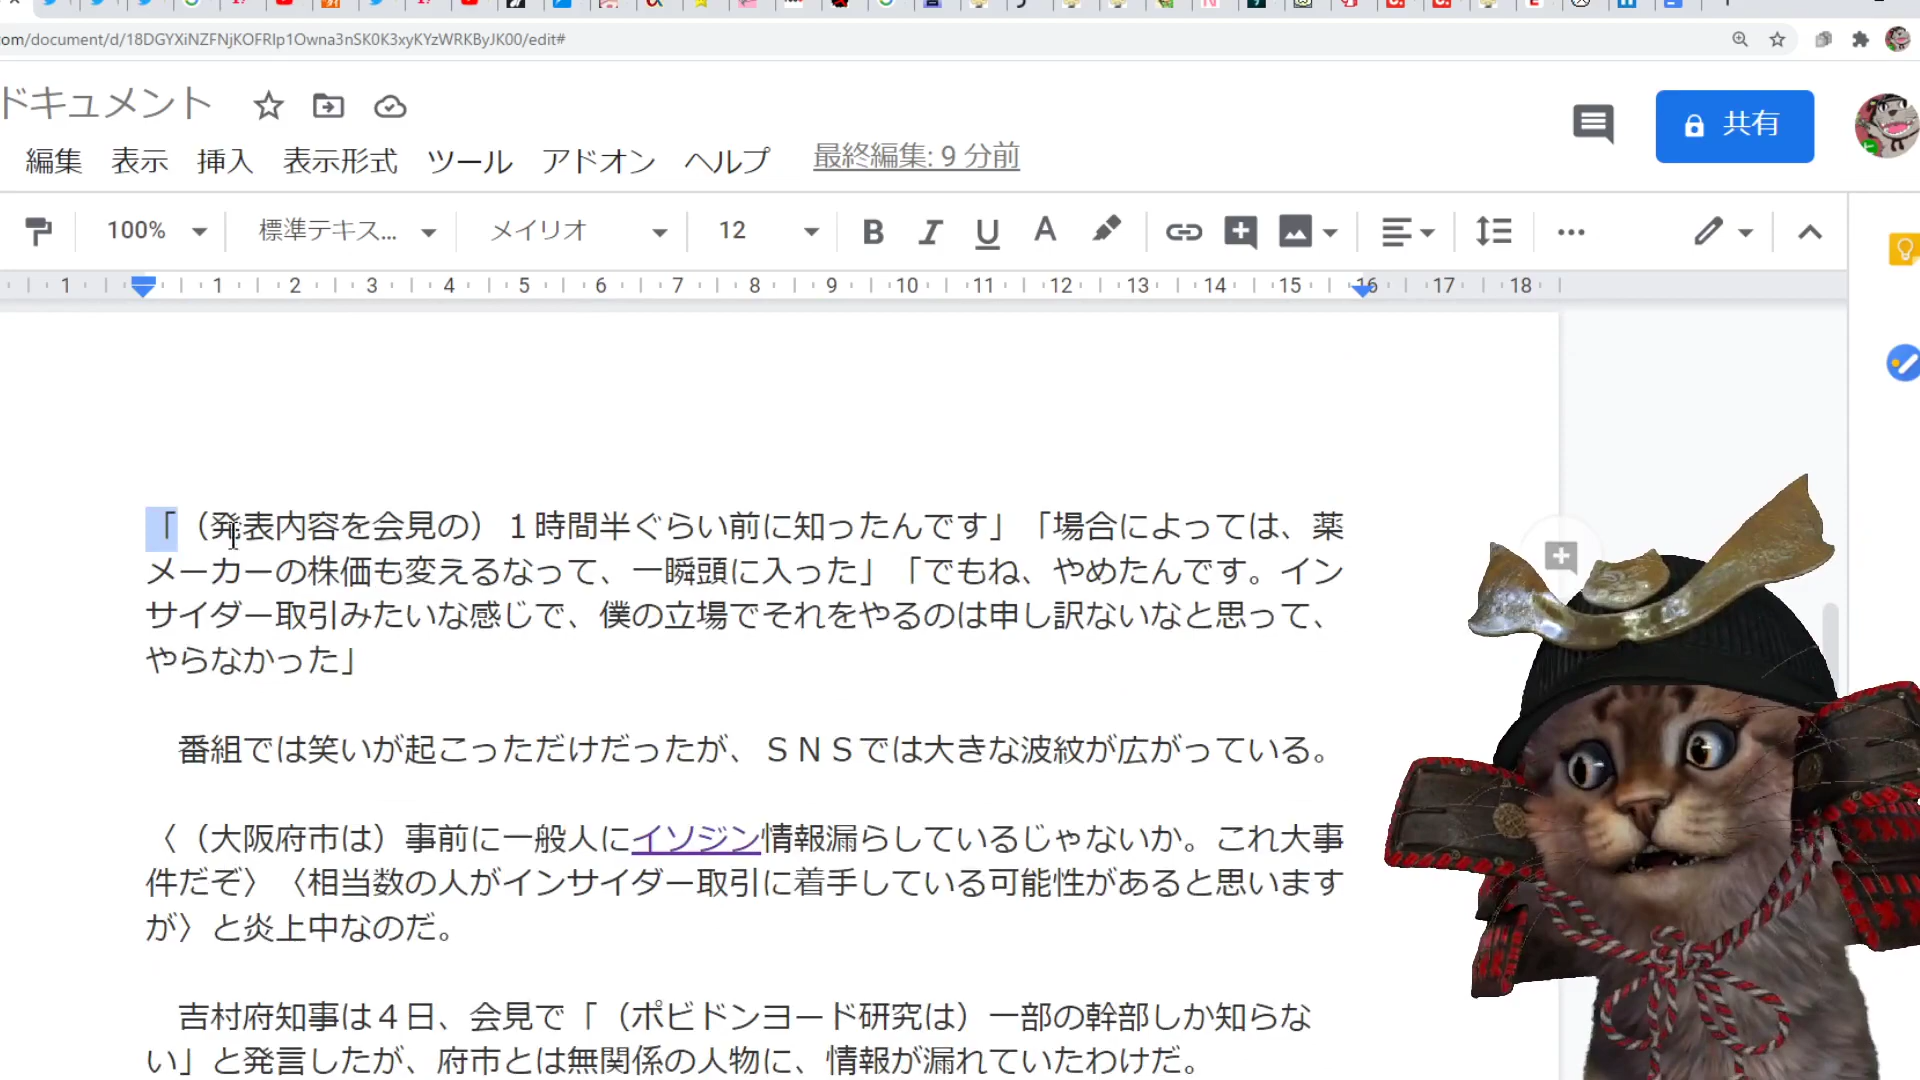 om/document/d/18DGYXiNZFNjKOFRIp1Owna3nSK0K3xyKYzWRKByJK00/edit#
ドキュメント
共有
編集 表示 挿入 表示形式 ツール アドオン ヘルプ 最終編集: 9 分前
100% 標準テキス... メイリオ 12 B I U A
1 1 2 3 4 5 6 7 8 9 10 11 12 13 14 15 16 17 18
「（発表内容を会見の）１時間半ぐらい前に知ったんです」「場合によっては、薬
メーカーの株価も変えるなって、一瞬頭に入った」「でもね、やめたんです。イン
サイダー取引みたいな感じで、僕の立場でそれをやるのは申し訳ないなと思って、
やらなかった」
番組では笑いが起こっただけだったが、ＳＮＳでは大きな波紋が広がっている。
〈（大阪府市は）事前に一般人にイソジン情報漏らしているじゃないか。これ大事
件だぞ〉〈相当数の人がインサイダー取引に着手している可能性があると思います
が〉と炎上中なのだ。
吉村府知事は４日、会見で「（ポビドンヨード研究は）一部の幹部しか知らな
い」と発言したが、府市とは無関係の人物に、情報が漏れていたわけだ。